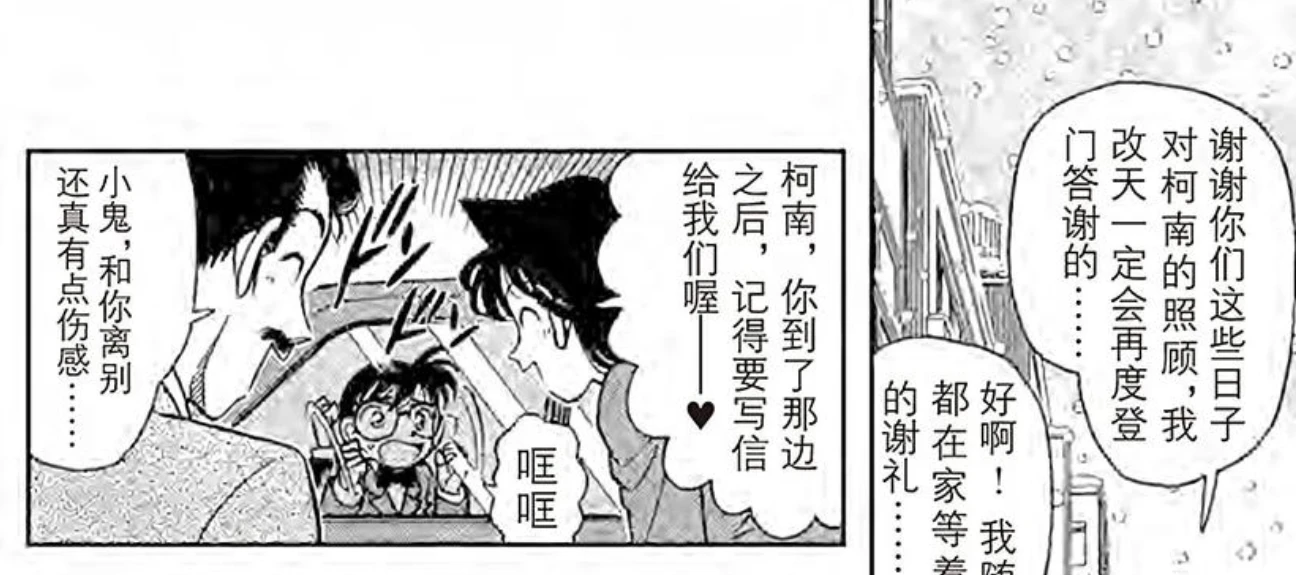 谢谢你们这些日子
对柯南的照顾，我
改天一定会再度登
门答谢的……
好啊！我随
都在家等着
的谢礼……
柯南，你到了那边
之后，记得要写信
给我们喔——♥
哐哐
小鬼，和你离别
还真有点伤感……